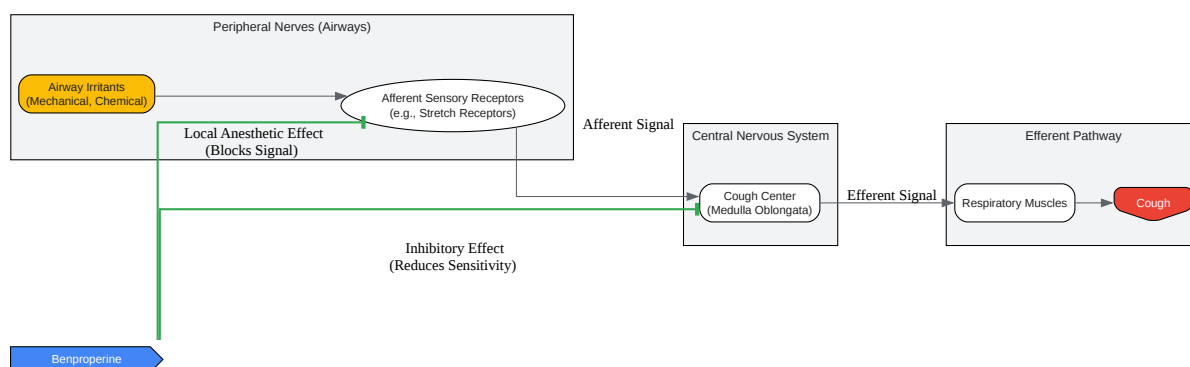 Peripheral Nerves (Airways)
Airway Irritants
(Mechanical, Chemical)
Afferent Sensory Receptors
(e.g., Stretch Receptors)
Local Anesthetic Effect
(Blocks Signal)
Afferent Signal
Central Nervous System
Cough Center
(Medulla Oblongata)
Efferent Signal
Efferent Pathway
Respiratory Muscles
Cough
Inhibitory Effect
(Reduces Sensitivity)
Benproperine